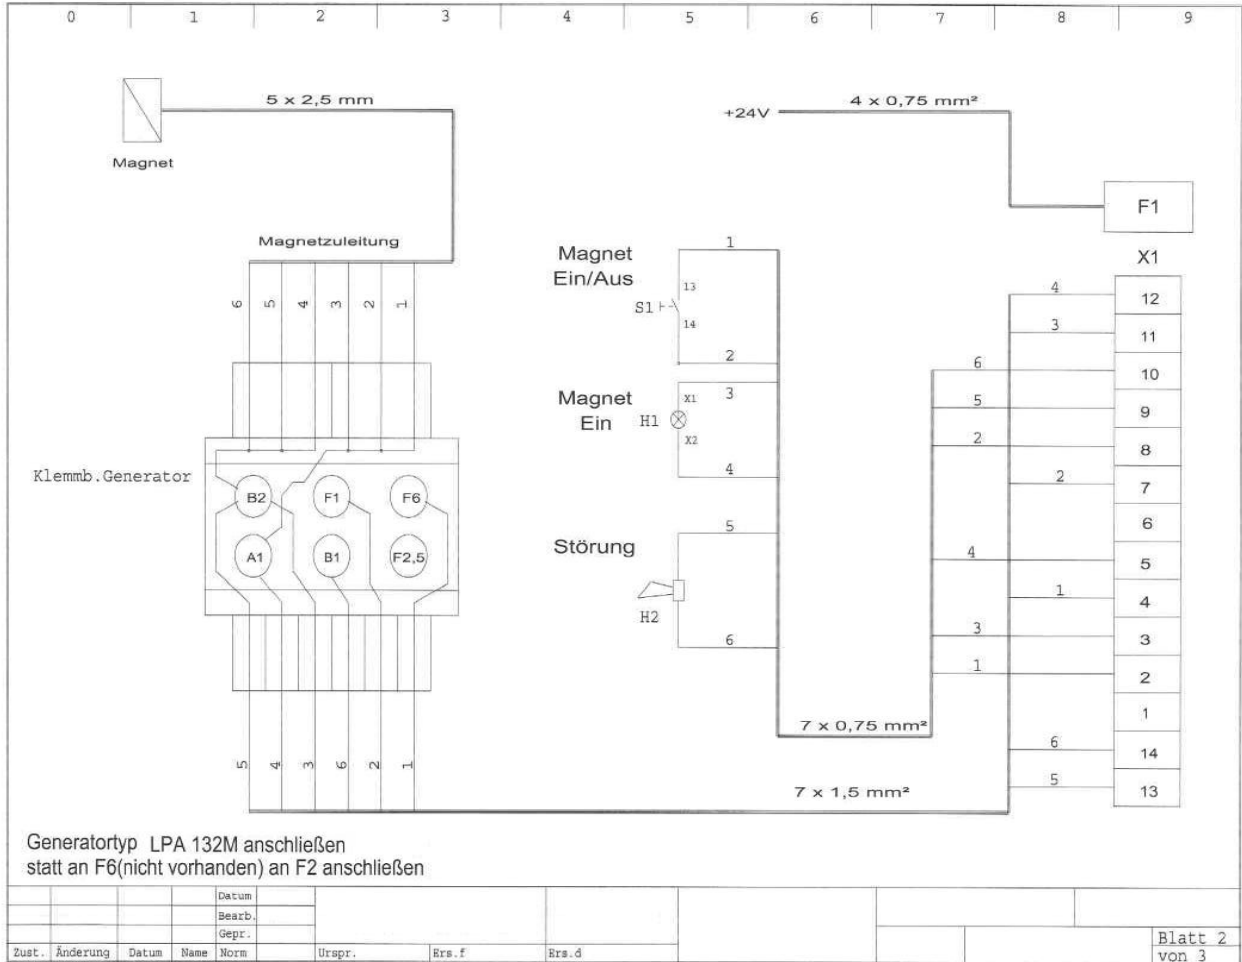 0 1 2 3 4 5 6 7 8 9
5 x 2,5 mm
4 x 0,75 mm²
+24V
Magnet
F1
Magnetzuleitung
X1
Magnet
Ein/Aus
1
13
S1
14
2
3
Magnet
Ein
X1
H1
X2
4
5
Störung
H2
6
6 5 4 3 2 1
Klemmb.Generator
B2 F1 F6
A1 B1 F2,5
5 4 3 6 2 1
4 12
3 11
6 10
5 9
2 8
2 7
6
4 5
1 4
3 3
1 2
1
6 14
5 13
7 x 0,75 mm²
7 x 1,5 mm²
Generatortyp LPA 132M anschließen
statt an F6(nicht vorhanden) an F2 anschließen
Datum
Bearb.
Gepr.
Zust. Änderung Datum Name Norm Urspr. Ers.f Ers.d
Blatt 2
von 3